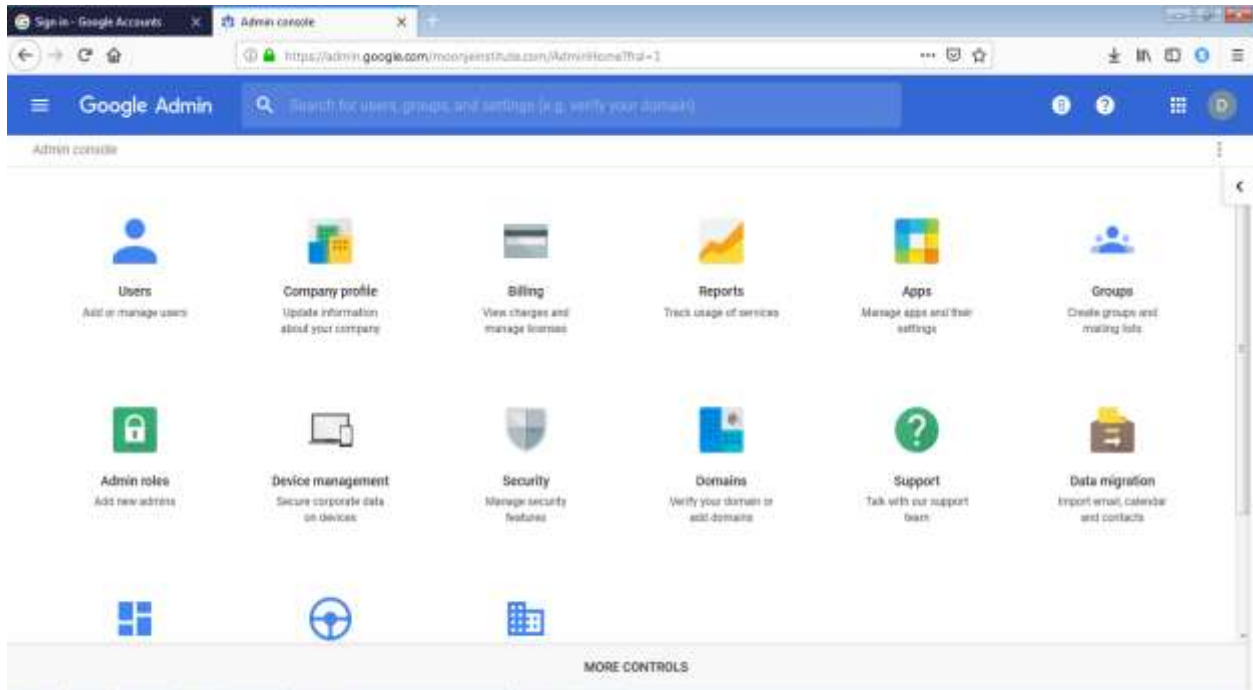 Sign in - Google Accounts
Admin console
https://admin.google.com/moonjeinstitute.com/AdminHome?fral=1
Google Admin
Search for users, groups, and settings (e.g. verify your domain)
D
Admin console
Users
Add or manage users
Company profile
Update information
about your company
Billing
View charges and
manage licenses
Reports
Track usage of services
Apps
Manage apps and their
settings
Groups
Create groups and
mailing lists
Admin roles
Add new admins
Device management
Secure corporate data
on devices
Security
Manage security
features
Domains
Verify your domain or
add domains
Support
Talk with our support
team
Data migration
Import email, calendar
and contacts
MORE CONTROLS